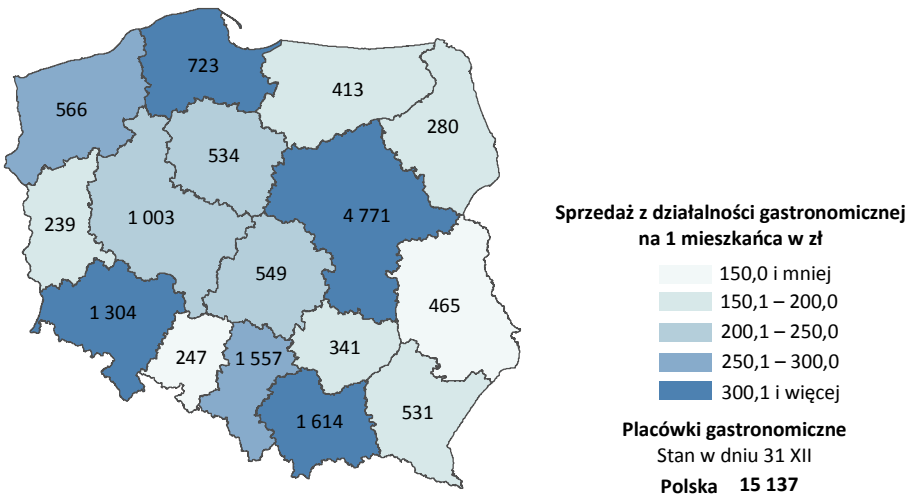 723
413
566
280
534
4 771
239
1 003
549
465
1 304
341
247
1 557
531
1 614
Sprzedaż z działalności gastronomicznej
na 1 mieszkańca w zł
150,0 i mniej
150,1 – 200,0
200,1 – 250,0
250,1 – 300,0
300,1 i więcej
Placówki gastronomiczne
Stan w dniu 31 XII
Polska 15 137